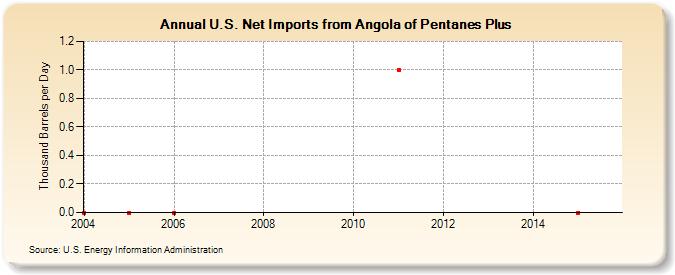 Annual U.S. Net Imports from Angola of Pentanes Plus
Thousand Barrels per Day
1.2
1.0
0.8
0.6
0.4
0.2
0.0
2004 2006 2008 2010 2012 2014
Source: U.S. Energy Information Administration